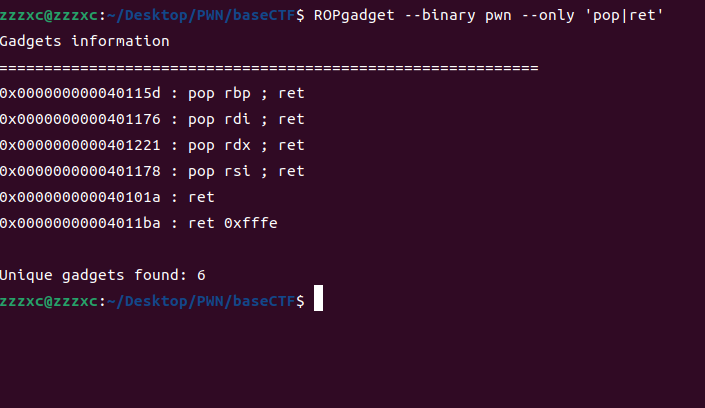 zzzxc@zzzxc:~/Desktop/PWN/baseCTF$ ROPgadget --binary pwn --only 'pop|ret'
Gadgets information
============================================================
0x000000000040115d : pop rbp ; ret
0x0000000000401176 : pop rdi ; ret
0x0000000000401221 : pop rdx ; ret
0x0000000000401178 : pop rsi ; ret
0x000000000040101a : ret
0x00000000004011ba : ret 0xfffe
Unique gadgets found: 6
zzzxc@zzzxc:~/Desktop/PWN/baseCTF$